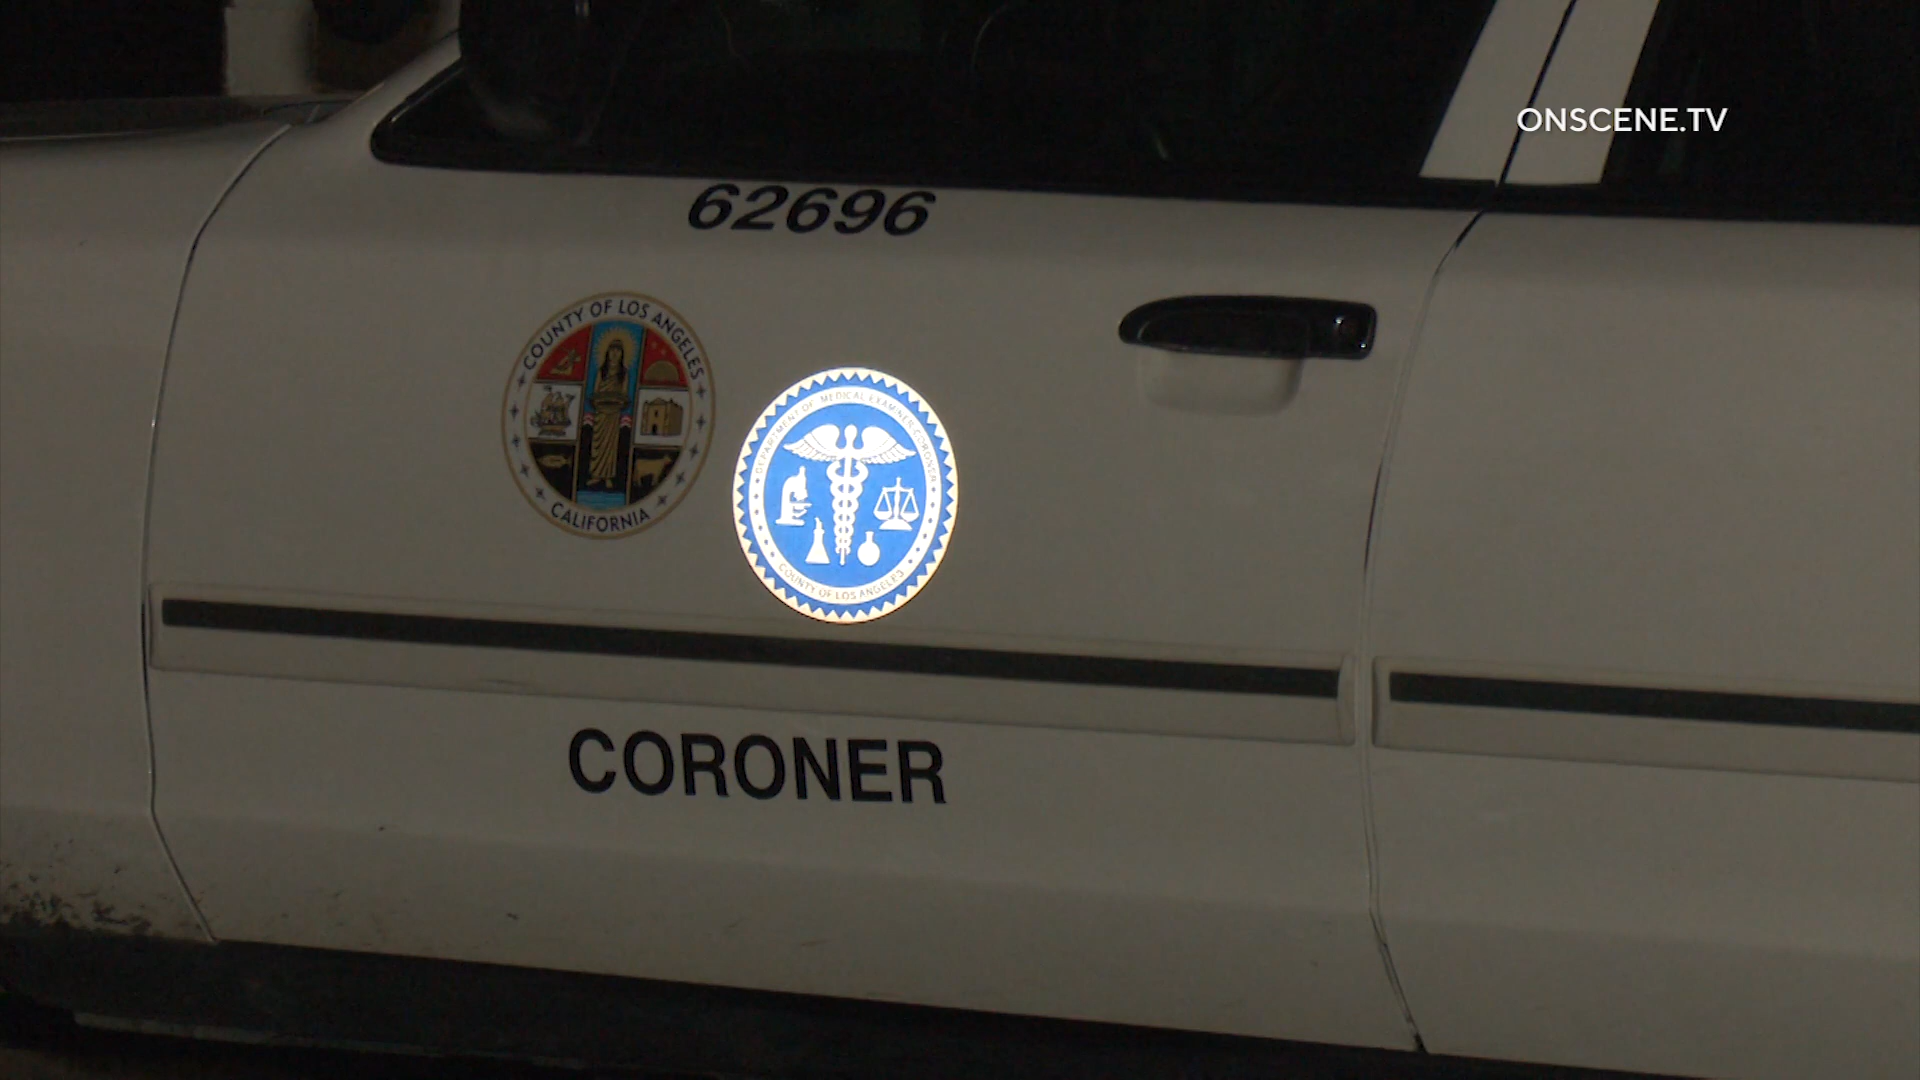 ONSCENE.TV
62696
COUNTY OF LOS ANGELES
CALIFORNIA
DEPARTMENT OF MEDICAL EXAMINER-CORONER
COUNTY OF LOS ANGELES
CORONER